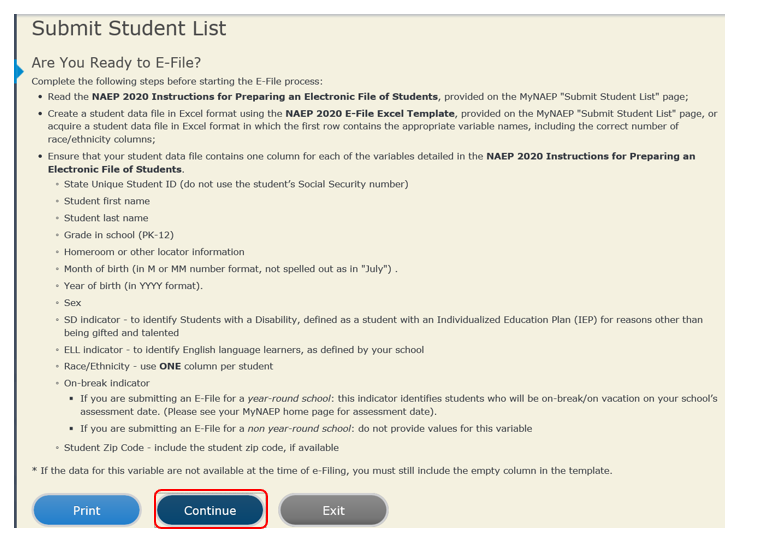 Submit Student List
Are You Ready to E-File?
Complete the following steps before starting the E-File process:
• Read the NAEP 2020 Instructions for Preparing an Electronic File of Students, provided on the MyNAEP "Submit Student List" page;
• Create a student data file in Excel format using the NAEP 2020 E-File Excel Template, provided on the MyNAEP "Submit Student List" page, or
acquire a student data file in Excel format in which the first row contains the appropriate variable names, including the correct number of
race/ethnicity columns;
• Ensure that your student data file contains one column for each of the variables detailed in the NAEP 2020 Instructions for Preparing an
Electronic File of Students.
◦ State Unique Student ID (do not use the student's Social Security number)
◦ Student first name
◦ Student last name
◦ Grade in school (PK-12)
◦ Homeroom or other locator information
◦ Month of birth (in M or MM number format, not spelled out as in "July") .
◦ Year of birth (in YYYY format).
◦ Sex
◦ SD indicator - to identify Students with a Disability, defined as a student with an Individualized Education Plan (IEP) for reasons other than
being gifted and talented
◦ ELL indicator - to identify English language learners, as defined by your school
◦ Race/Ethnicity - use ONE column per student
◦ On-break indicator
▪ If you are submitting an E-File for a year-round school: this indicator identifies students who will be on-break/on vacation on your school's
assessment date. (Please see your MyNAEP home page for assessment date).
▪ If you are submitting an E-File for a non year-round school: do not provide values for this variable
◦ Student Zip Code - include the student zip code, if available
* If the data for this variable are not available at the time of e-Filing, you must still include the empty column in the template.
Print Continue Exit